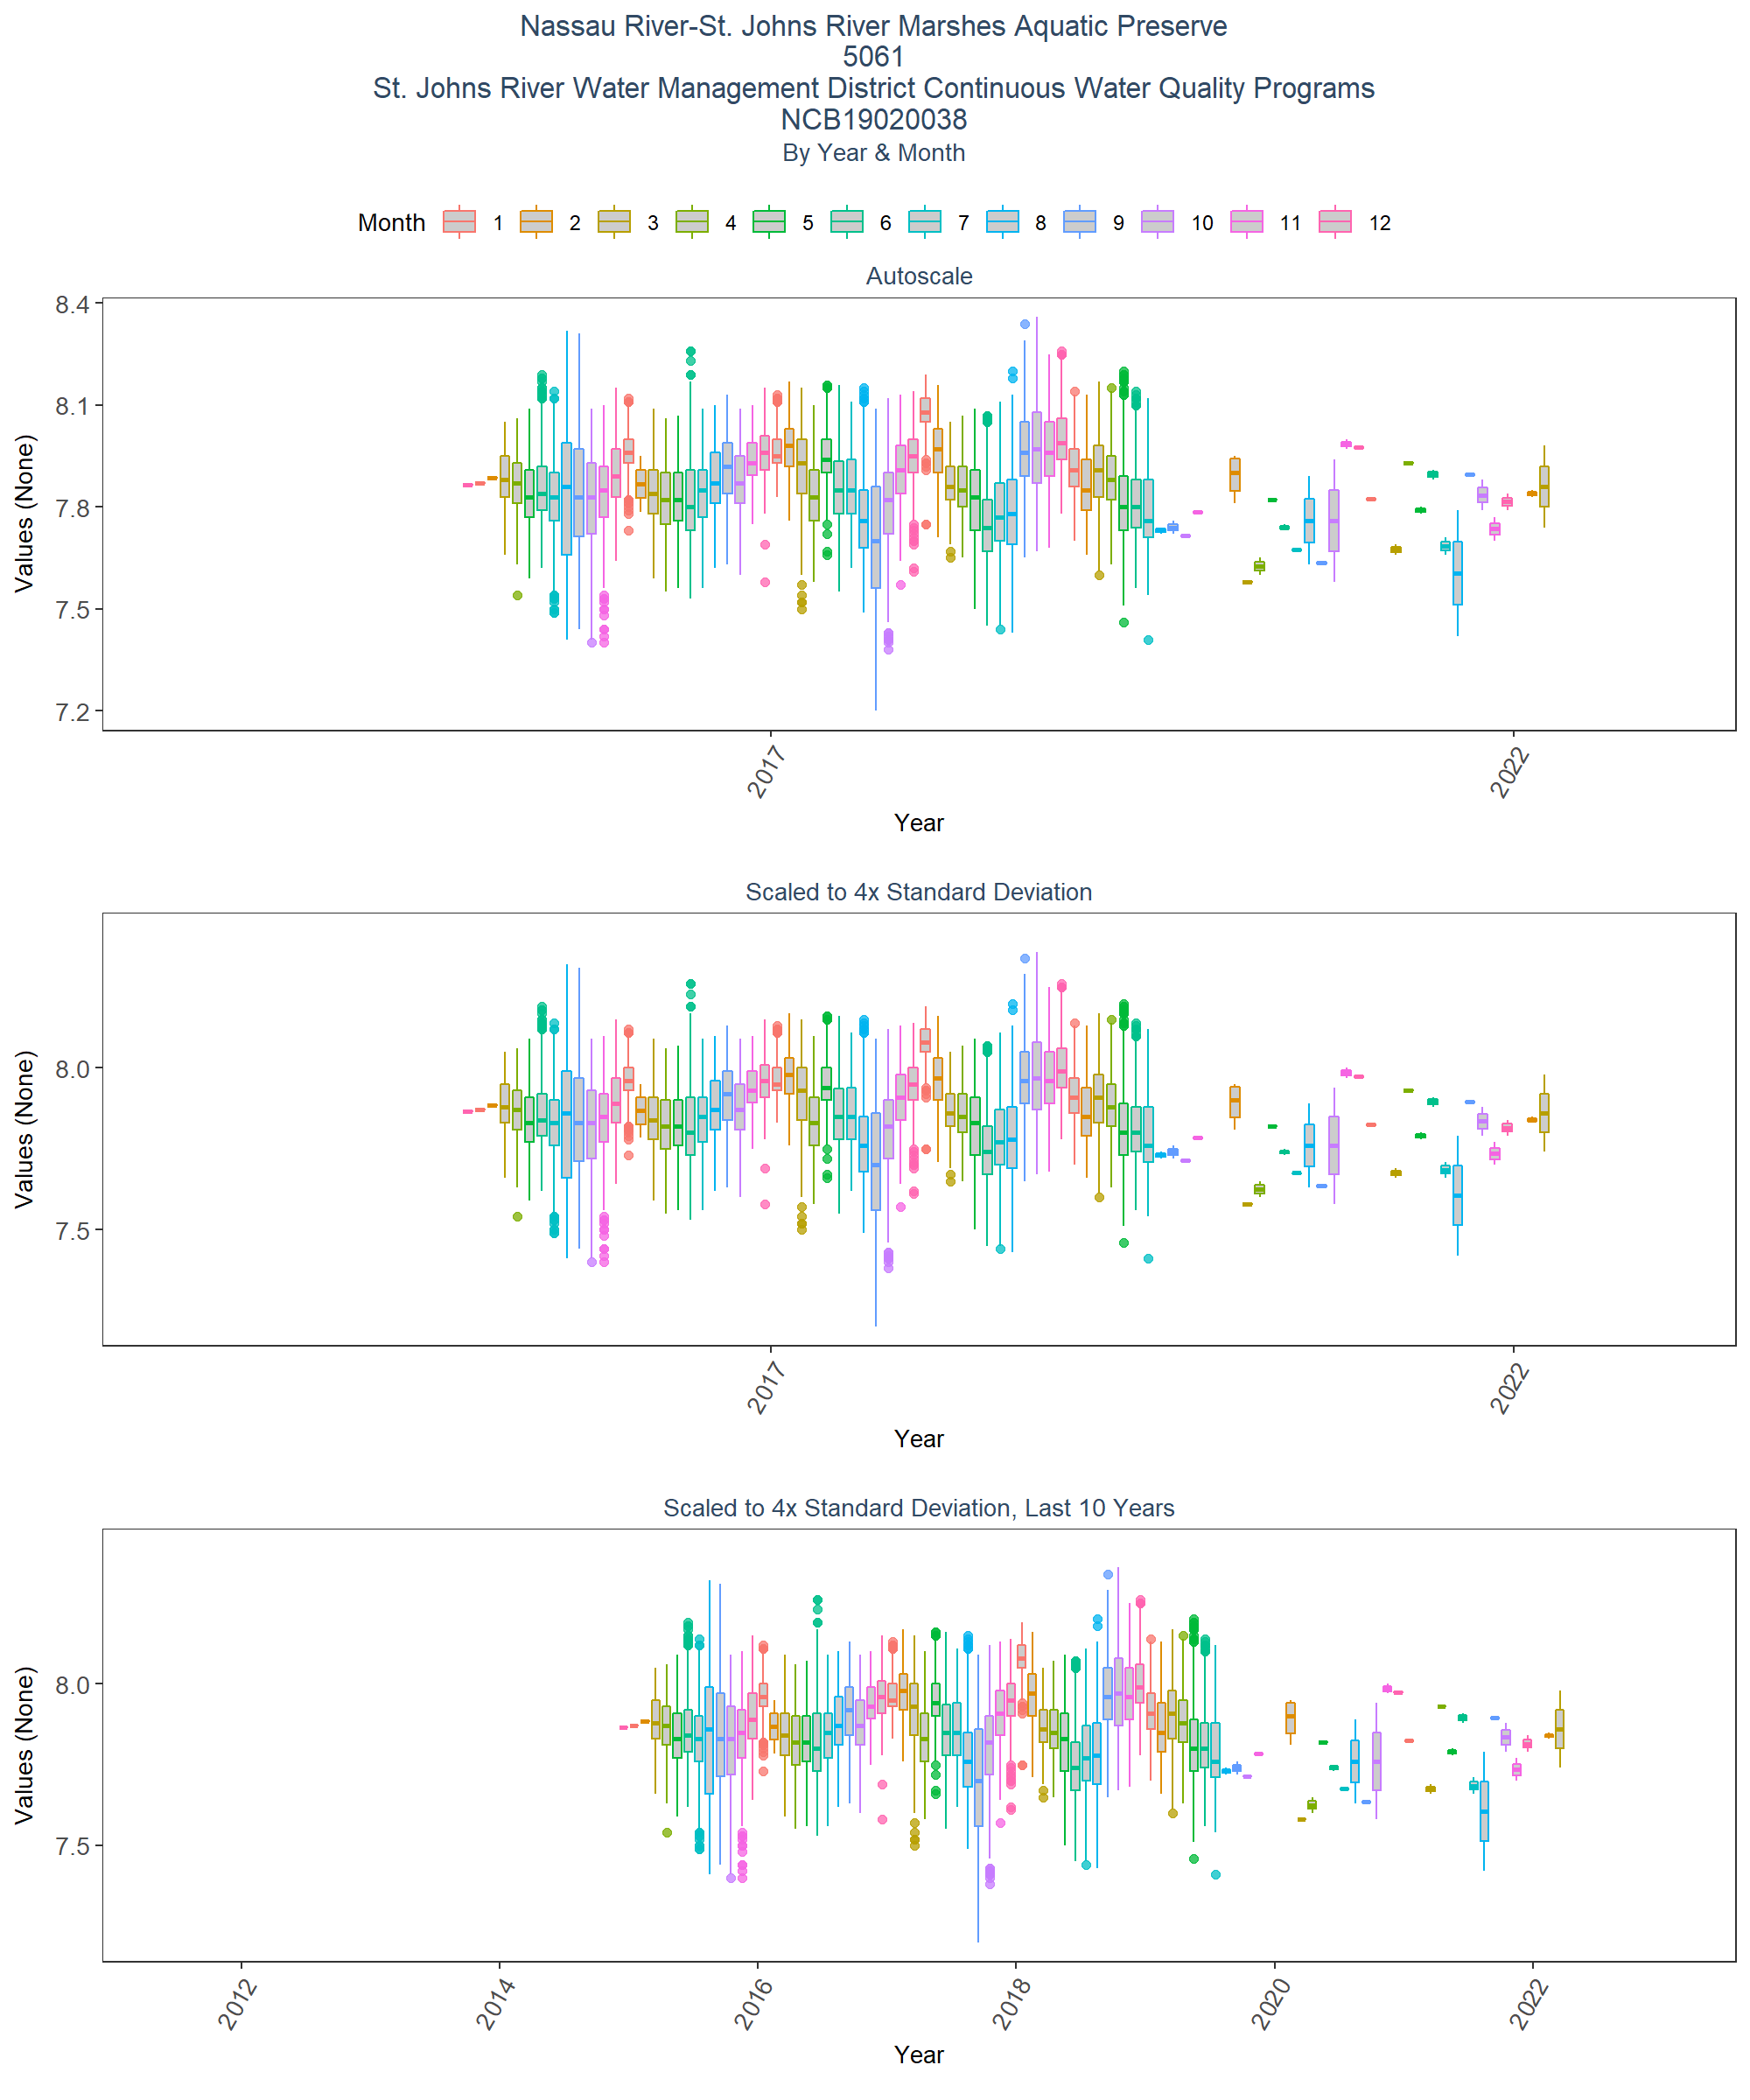 Nassau River-St. Johns River Marshes Aquatic Preserve
5061
St. Johns River Water Management District Continuous Water Quality Programs
NCB19020038
By Year & Month
Month 1 2 3 4 5 6 7 8 9 10 11 12
Autoscale
8.4
8.1
7.8
7.5
7.2
Values (None)
2017 2022
Year
Scaled to 4x Standard Deviation
8.0
7.5
Values (None)
2017 2022
Year
Scaled to 4x Standard Deviation, Last 10 Years
8.0
7.5
Values (None)
2012 2014 2016 2018 2020 2022
Year